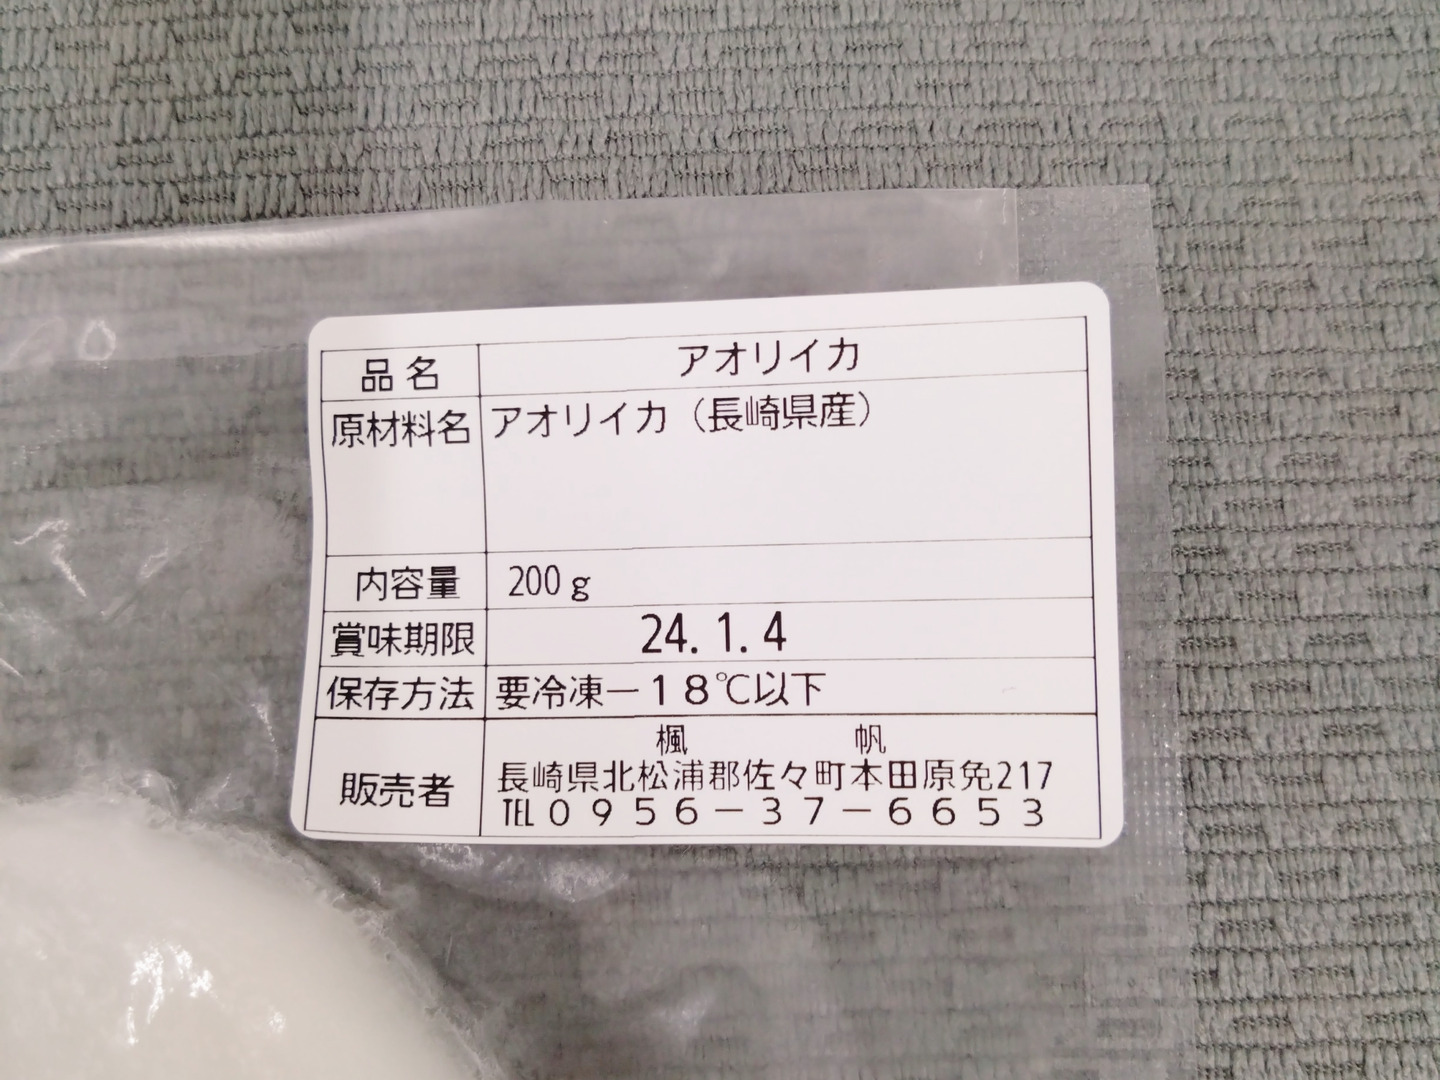 品名 アオリイカ
原材料名 アオリイカ（長崎県産）
内容量 200g
賞味期限 24.1.4
保存方法 要冷凍－18℃以下
販売者 楓 帆
長崎県北松浦郡佐々町本田原免217
TEL0956－37－6653